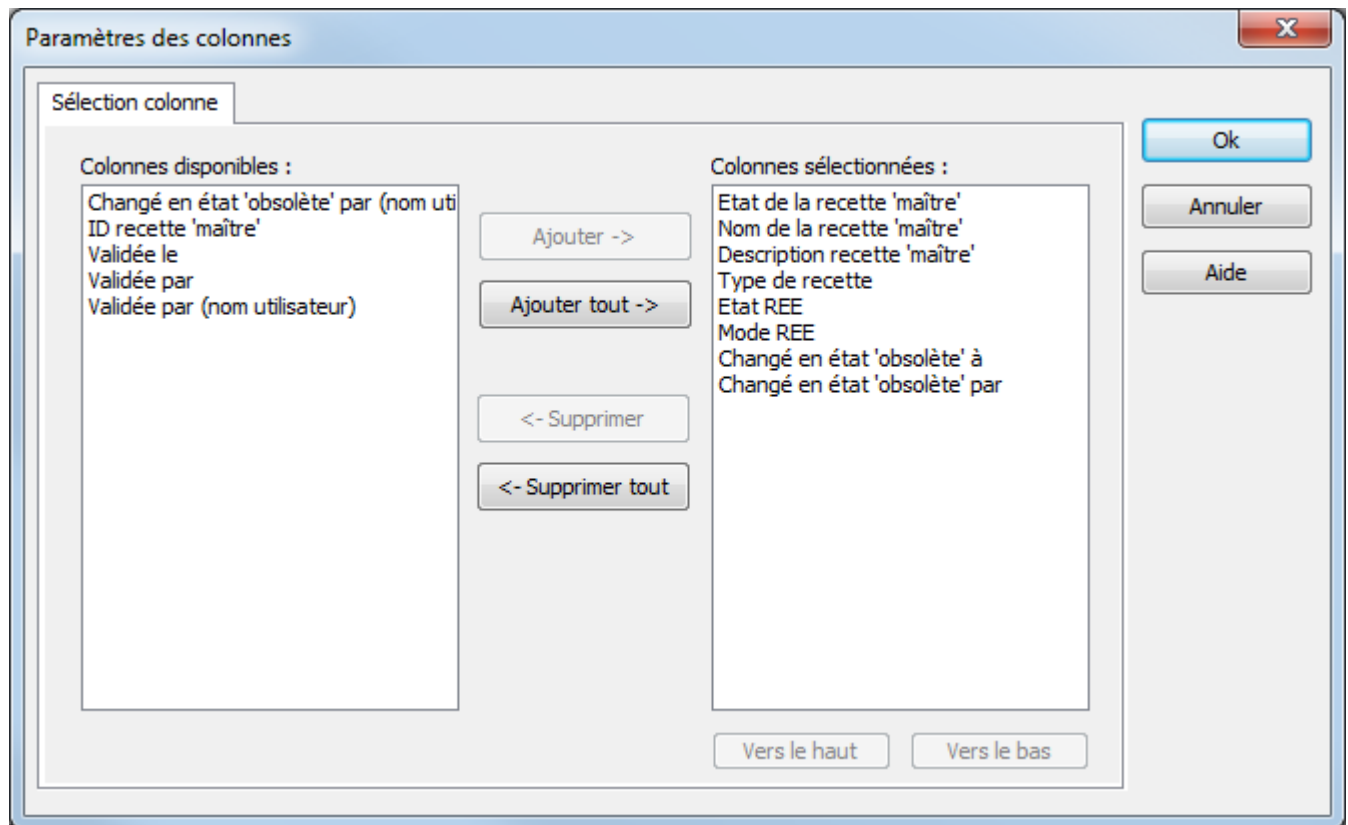 Paramètres des colonnes
Sélection colonne
Colonnes disponibles :
Changé en état 'obsolète' par (nom uti
ID recette 'maître'
Validée le
Validée par
Validée par (nom utilisateur)
Ajouter ->
Ajouter tout ->
<- Supprimer
<- Supprimer tout
Colonnes sélectionnées :
Etat de la recette 'maître'
Nom de la recette 'maître'
Description recette 'maître'
Type de recette
Etat REE
Mode REE
Changé en état 'obsolète' à
Changé en état 'obsolète' par
Vers le haut
Vers le bas
Ok
Annuler
Aide